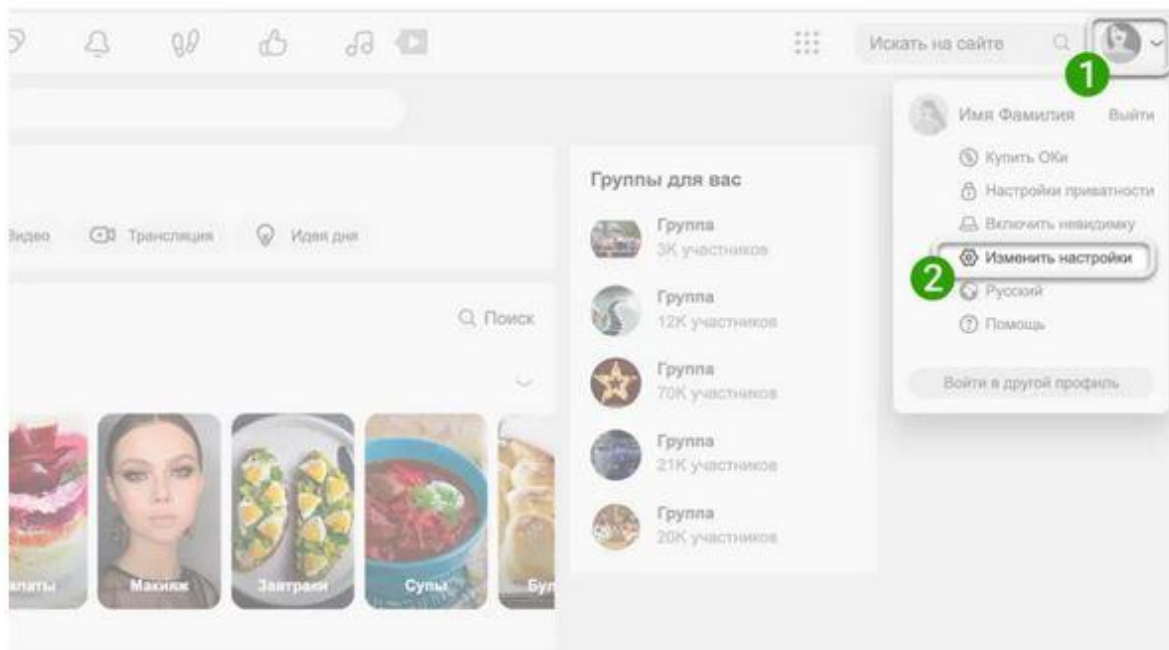 Искать на сайте
1
Имя Фамилия Выйти
Купить ОКи
Настройки приватности
Включить невидимку
2
Изменить настройки
Русский
Помощь
Войти в другой профиль
Видео Трансляция Идея дня
Поиск
Группы для вас
Группа
3K участников
Группа
12K участников
Группа
70K участников
Группа
21K участников
Группа
20K участников
Макияж
Завтраки
Супы